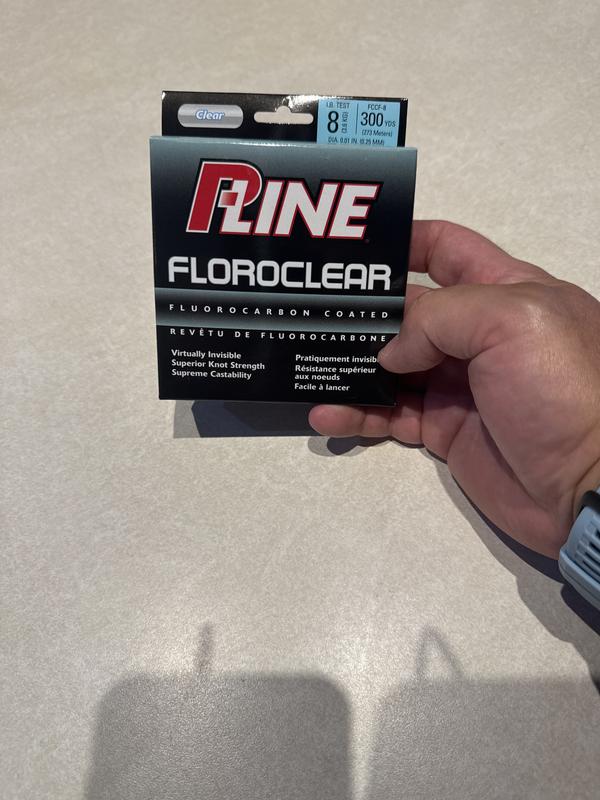 Clear
LB. TEST
8 (3.6 KG)
FCCF-8
300 YDS
(273 Meters)
DIA. 0.01 IN. (0.25 MM)
P-LINE
FLOROCLEAR
FLUOROCARBON COATED
REVÊTU DE FLUOROCARBONE
Virtually Invisible
Superior Knot Strength
Supreme Castability
Pratiquement
Résistance supérieur
aux noeuds
Facile à lancer